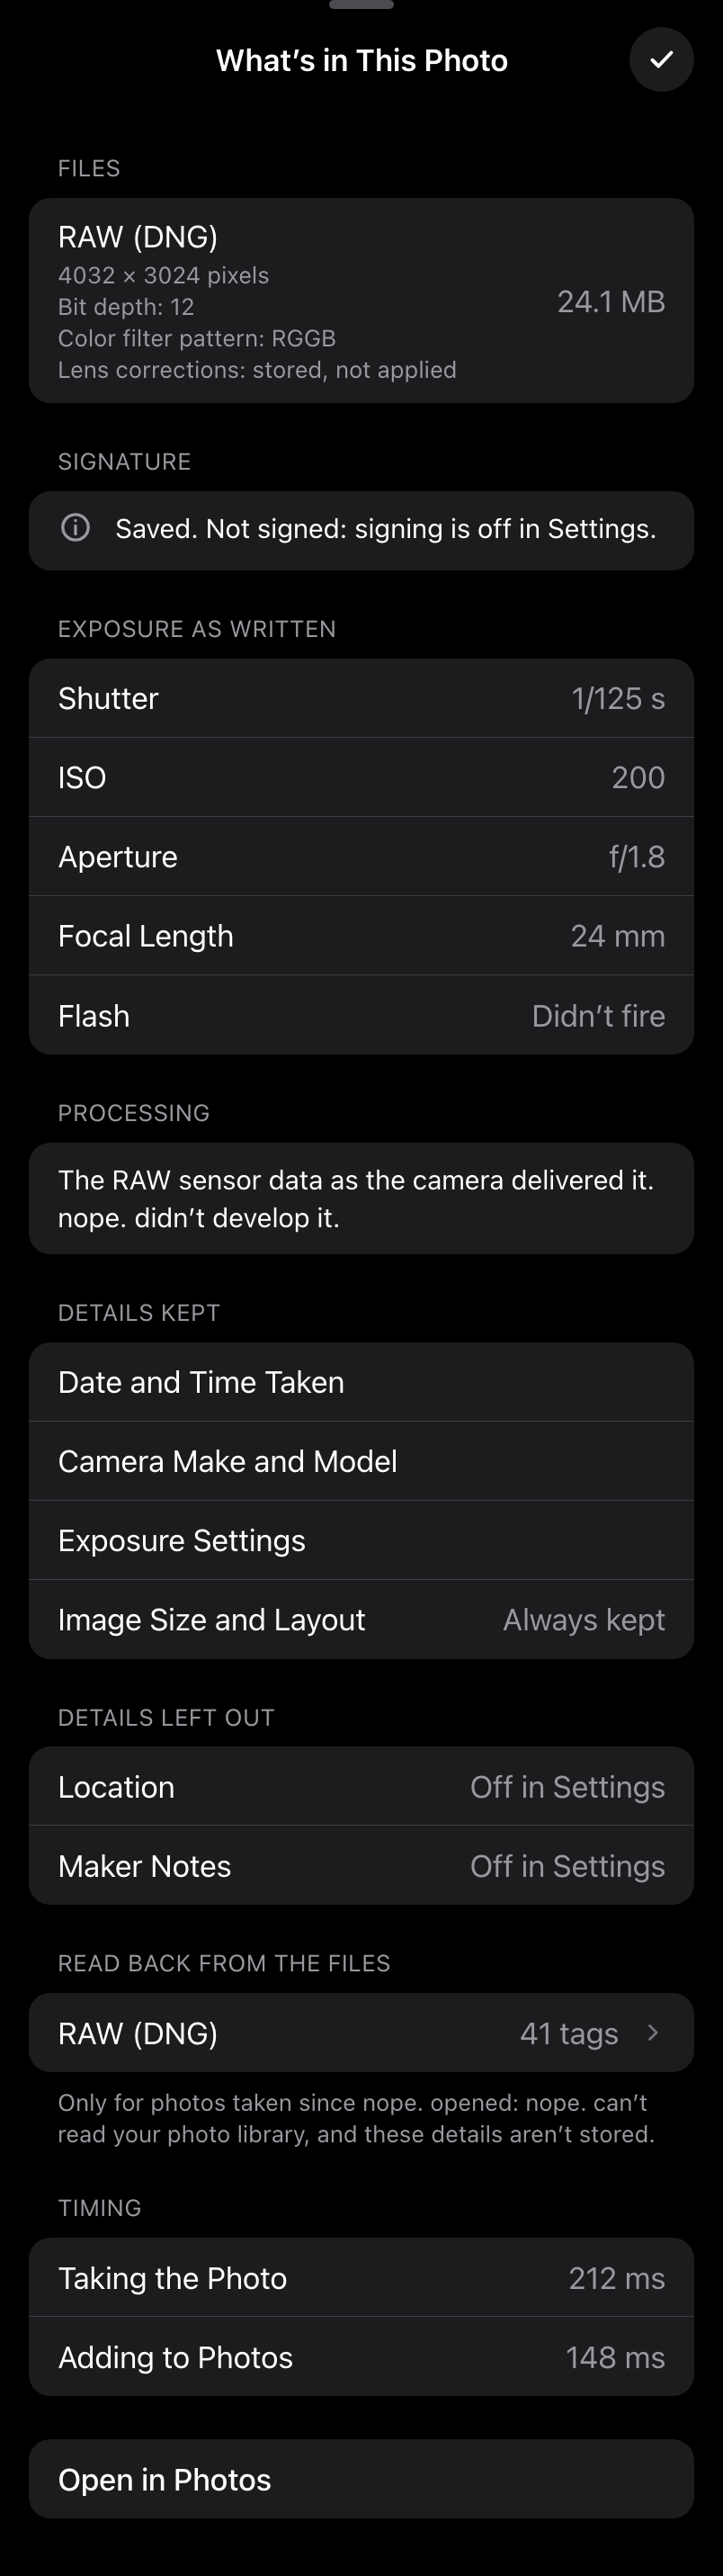 What’s in This Photo
FILES
RAW (DNG)
4032 × 3024 pixels
Bit depth: 12
Color filter pattern: RGGB
Lens corrections: stored, not applied
24.1 MB
SIGNATURE
Saved. Not signed: signing is off in Settings.
EXPOSURE AS WRITTEN
Shutter 1/125 s
ISO 200
Aperture f/1.8
Focal Length 24 mm
Flash Didn’t fire
PROCESSING
The RAW sensor data as the camera delivered it.
nope. didn’t develop it.
DETAILS KEPT
Date and Time Taken
Camera Make and Model
Exposure Settings
Image Size and Layout Always kept
DETAILS LEFT OUT
Location Off in Settings
Maker Notes Off in Settings
READ BACK FROM THE FILES
RAW (DNG) 41 tags
Only for photos taken since nope. opened: nope. can’t
read your photo library, and these details aren’t stored.
TIMING
Taking the Photo 212 ms
Adding to Photos 148 ms
Open in Photos